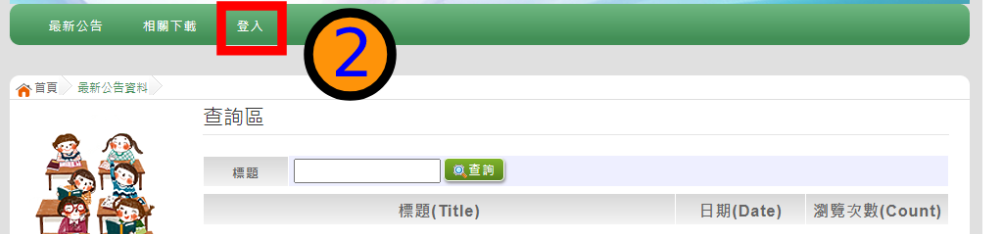 最新公告 相關下載 登入
2
首頁 最新公告資料
查詢區
標題 查詢
標題(Title) 日期(Date) 瀏覽次數(Count)